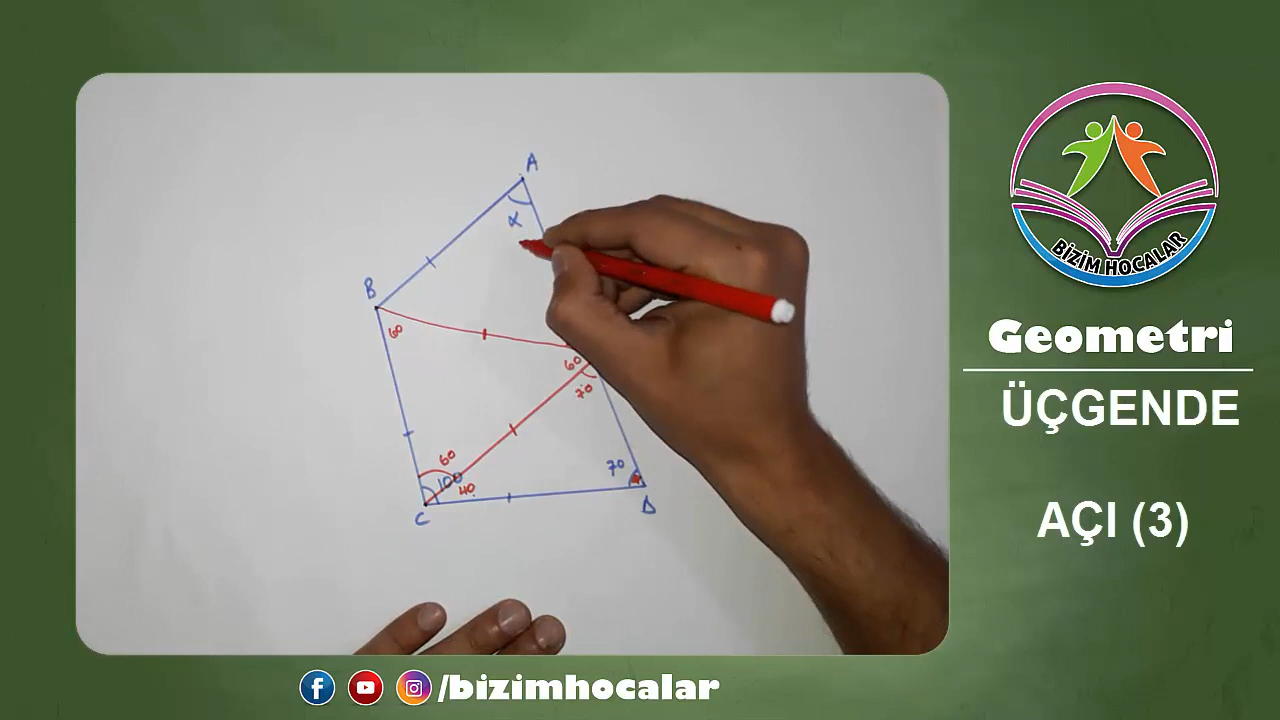 A
α
B
60
60
70
60
100
40
70
C
D
BİZİM HOCALAR
Geometri
ÜÇGENDE
AÇI (3)
/bizimhocalar